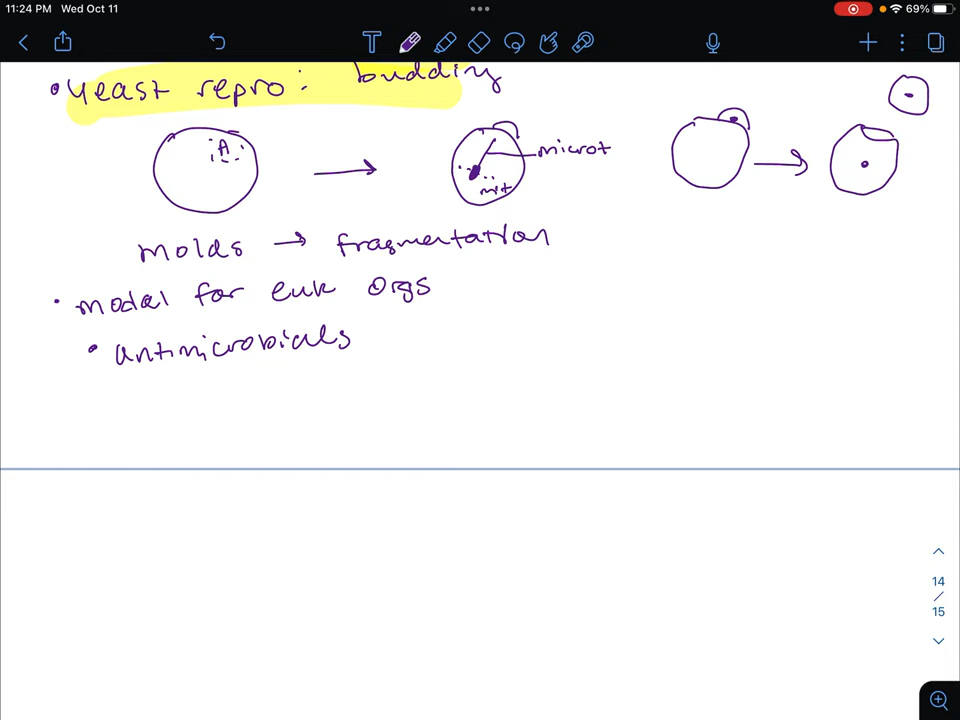 11:24 PM Wed Oct 11
69%
• Yeast repro: budding
A
microt
mit
molds → fragmentation
• model for euk orgs
• antimicrobials
14
/
15